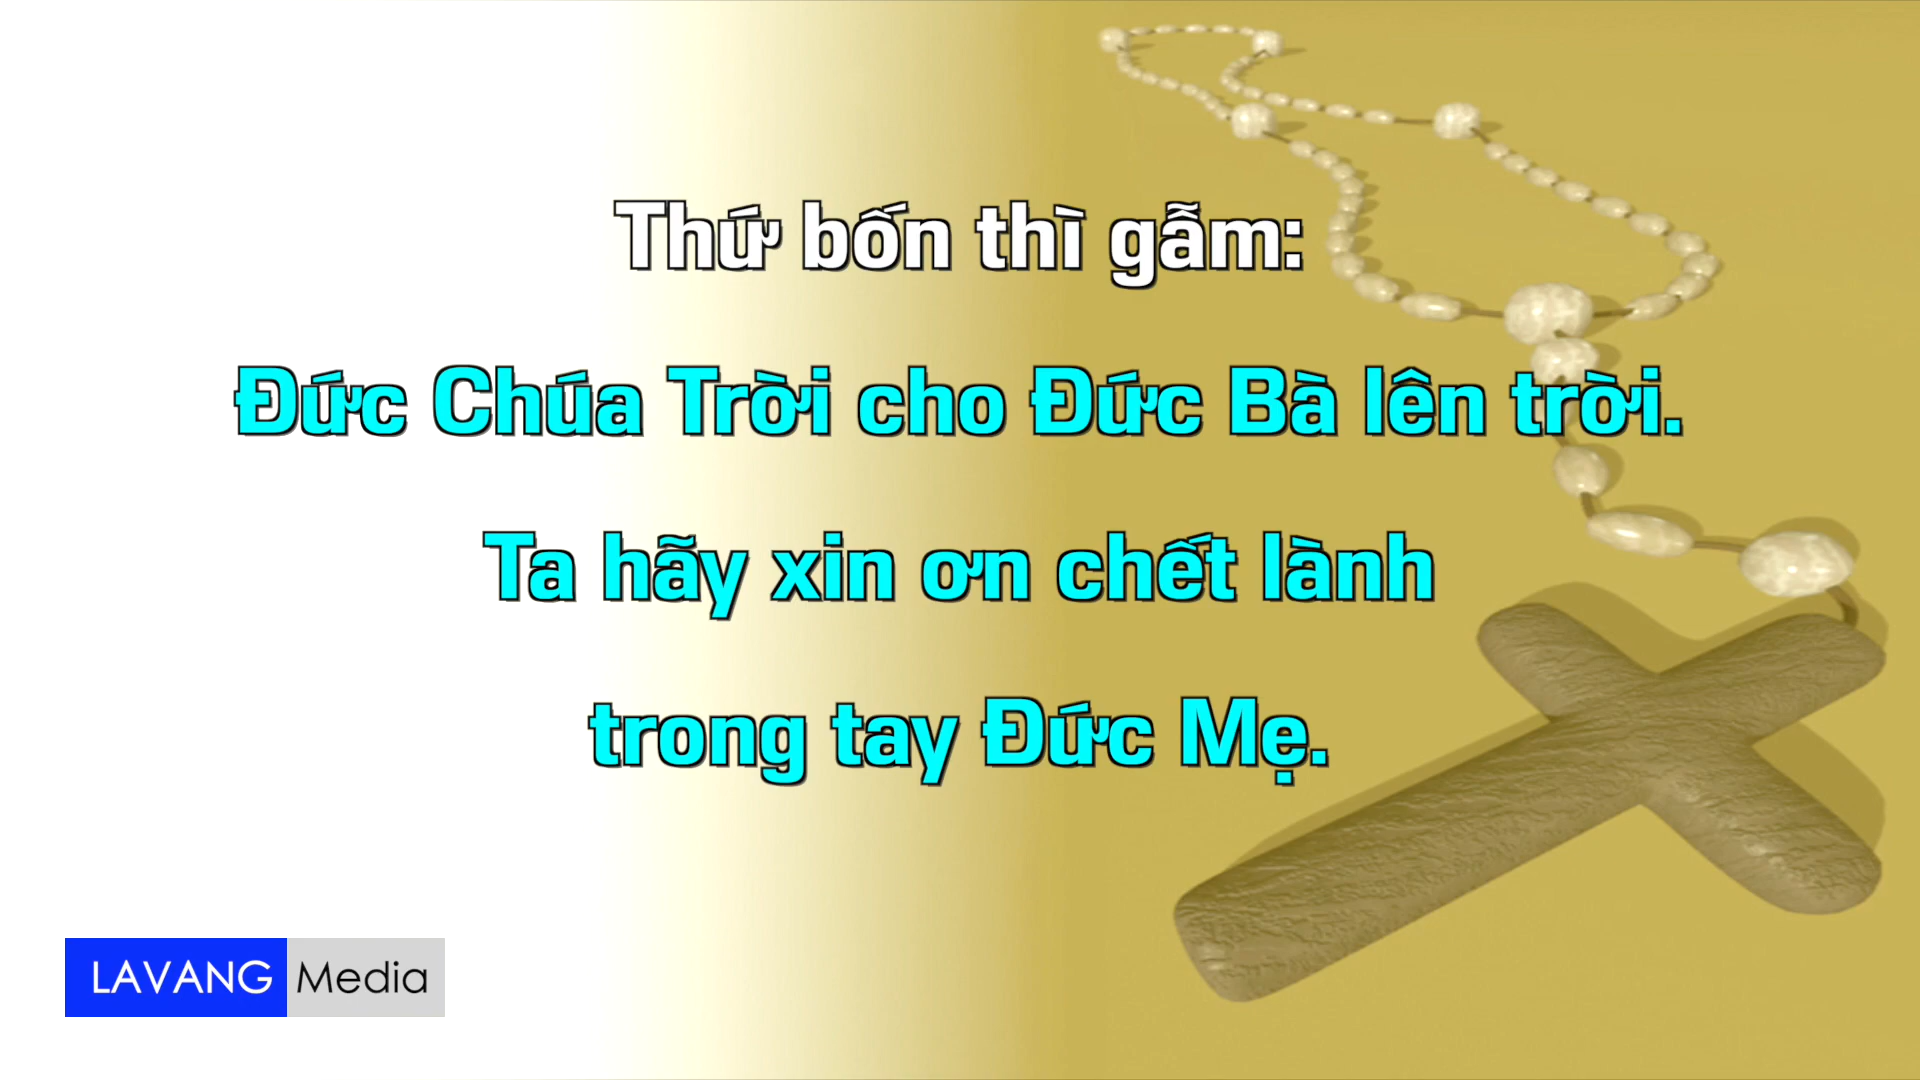 Thứ bốn thì gẫm:
Đức Chúa Trời cho Đức Bà lên trời.
Ta hãy xin ơn chết lành
trong tay Đức Mẹ.
LAVANG Media